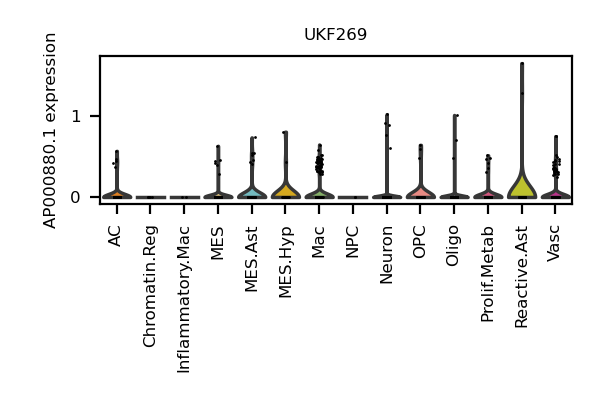 UKF269
AP000880.1 expression
1
0
AC
Chromatin.Reg
Inflammatory.Mac
MES
MES.Ast
MES.Hyp
Mac
NPC
Neuron
OPC
Oligo
Prolif.Metab
Reactive.Ast
Vasc